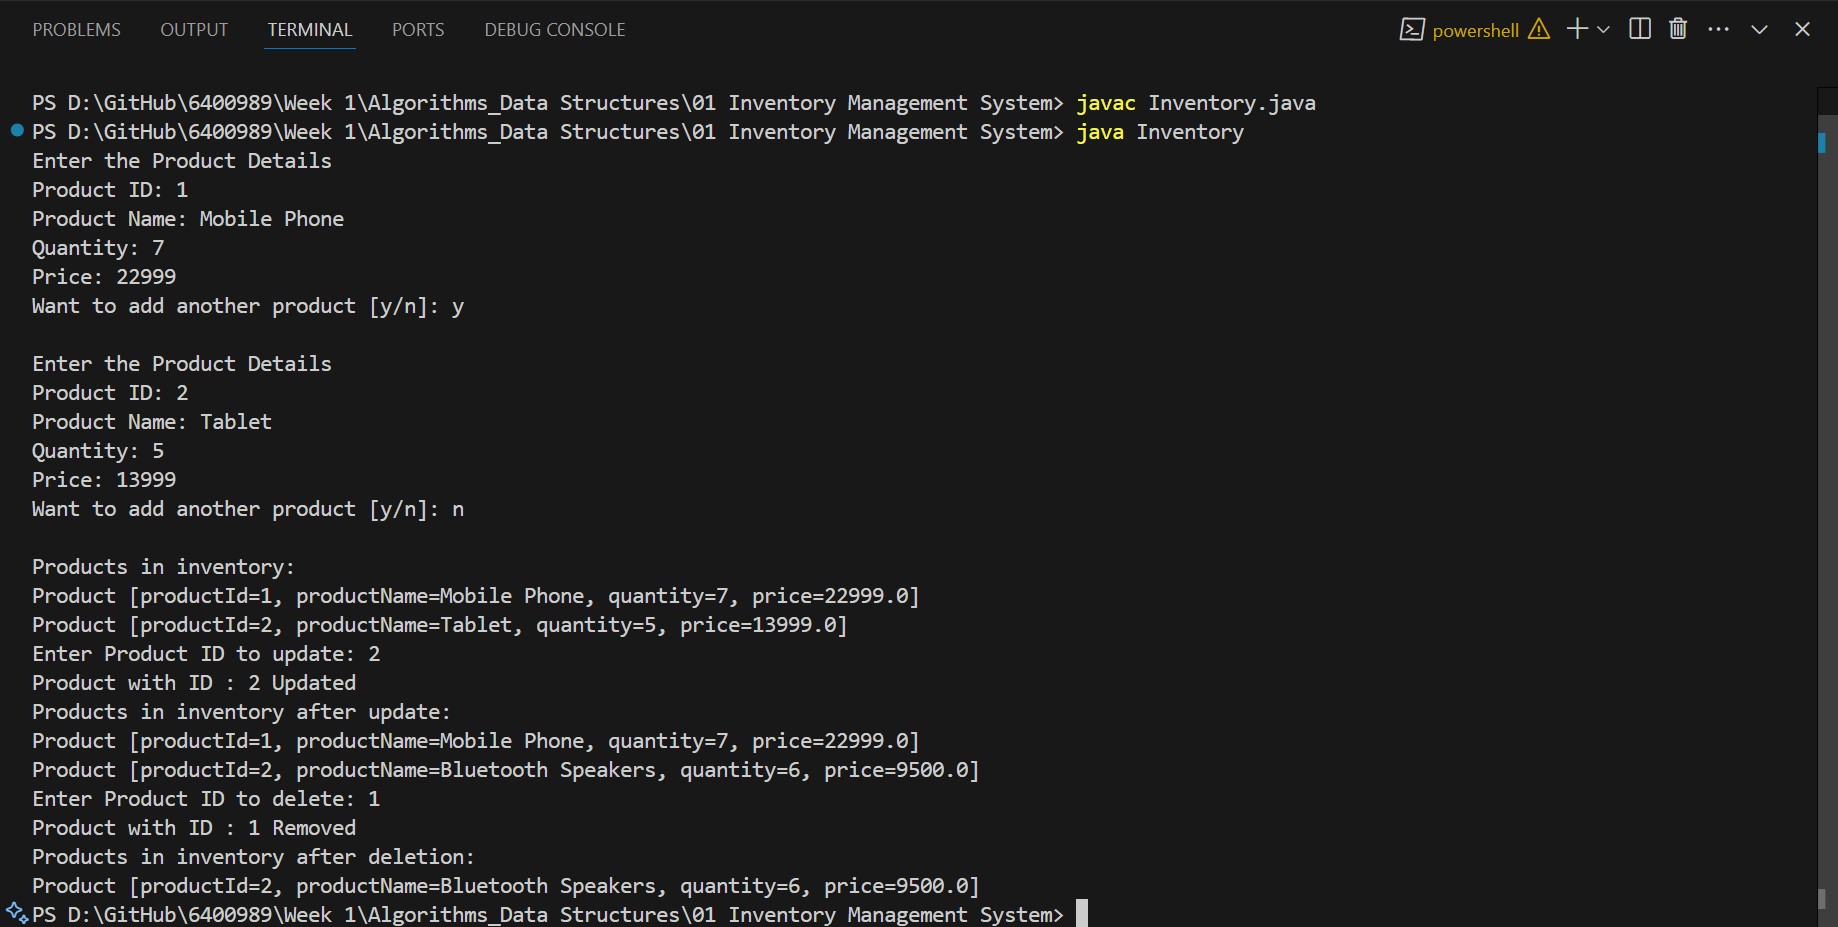 PROBLEMS OUTPUT TERMINAL PORTS DEBUG CONSOLE powershell
PS D:\GitHub\6400989\Week 1\Algorithms_Data Structures\01 Inventory Management System> javac Inventory.java
PS D:\GitHub\6400989\Week 1\Algorithms_Data Structures\01 Inventory Management System> java Inventory
Enter the Product Details
Product ID: 1
Product Name: Mobile Phone
Quantity: 7
Price: 22999
Want to add another product [y/n]: y
Enter the Product Details
Product ID: 2
Product Name: Tablet
Quantity: 5
Price: 13999
Want to add another product [y/n]: n
Products in inventory:
Product [productId=1, productName=Mobile Phone, quantity=7, price=22999.0]
Product [productId=2, productName=Tablet, quantity=5, price=13999.0]
Enter Product ID to update: 2
Product with ID : 2 Updated
Products in inventory after update:
Product [productId=1, productName=Mobile Phone, quantity=7, price=22999.0]
Product [productId=2, productName=Bluetooth Speakers, quantity=6, price=9500.0]
Enter Product ID to delete: 1
Product with ID : 1 Removed
Products in inventory after deletion:
Product [productId=2, productName=Bluetooth Speakers, quantity=6, price=9500.0]
PS D:\GitHub\6400989\Week 1\Algorithms_Data Structures\01 Inventory Management System>